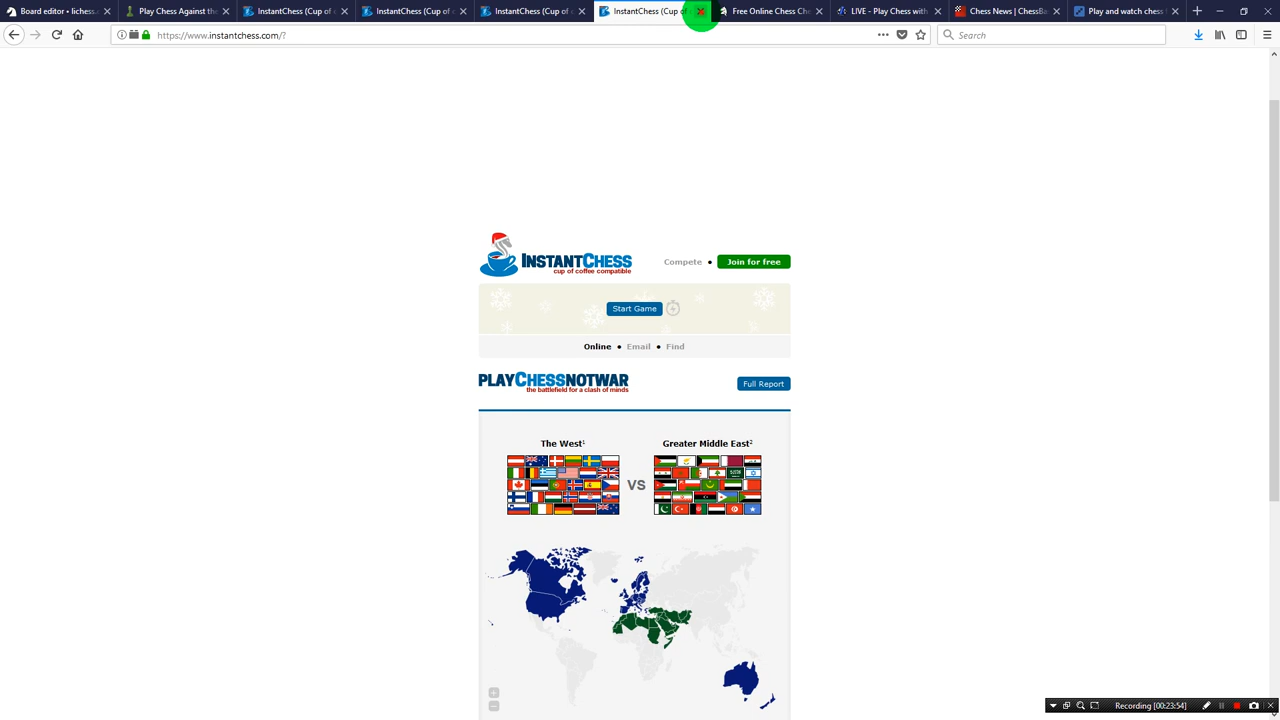 Board editor • lichess
Play Chess Against the
InstantChess (Cup of c
InstantChess (Cup of c
InstantChess (Cup of c
InstantChess (Cup of
Free Online Chess Che
LIVE - Play Chess with
Chess News | ChessBa
Play and watch chess
https://www.instantchess.com/?
Search
INSTANTCHESS
cup of coffee compatible
Compete • Join for free
Start Game
Online • Email • Find
PLAYCHESSNOTWAR
the battlefield for a clash of minds
Full Report
The West¹
Greater Middle East²
VS
Recording [00:23:54]